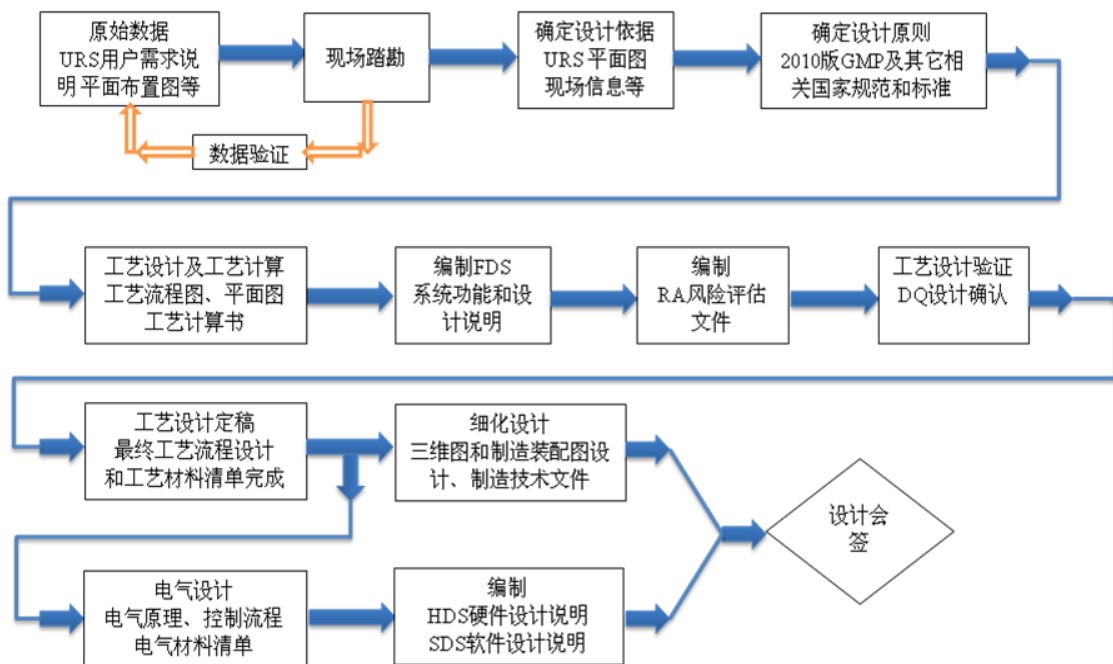 原始数据
URS用户需求说
明 平面布置图等
现场踏勘
确定设计依据
URS 平面图
现场信息等
确定设计原则
2010版GMP及其它相
关国家规范和标准
数据验证
工艺设计及工艺计算
工艺流程图、平面图
工艺计算书
编制FDS
系统功能和设
计说明
编制
RA风险评估
文件
工艺设计验证
DQ设计确认
工艺设计定稿
最终工艺流程设计
和工艺材料清单完成
细化设计
三维图和制造装配图设
计、制造技术文件
设计会
签
电气设计
电气原理、控制流程
电气材料清单
编制
HDS硬件设计说明
SDS软件设计说明